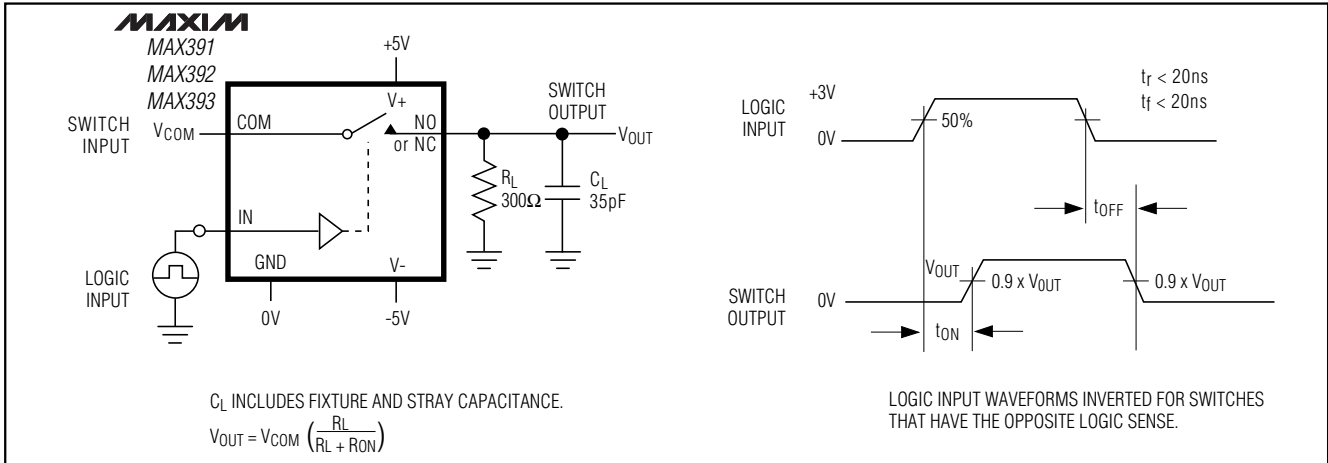 MAXIM
MAX391
MAX392
MAX393
+5V
V+
SWITCH
INPUT
VCOM
COM
NO
or NC
SWITCH
OUTPUT
VOUT
RL
300Ω
CL
35pF
IN
LOGIC
INPUT
GND
V-
0V
-5V
CL INCLUDES FIXTURE AND STRAY CAPACITANCE.
VOUT = VCOM (RL / RL + RON)
tr < 20ns
tf < 20ns
LOGIC
INPUT
+3V
0V
50%
tOFF
VOUT
0.9 x VOUT
0.9 x VOUT
SWITCH
OUTPUT
0V
tON
LOGIC INPUT WAVEFORMS INVERTED FOR SWITCHES
THAT HAVE THE OPPOSITE LOGIC SENSE.